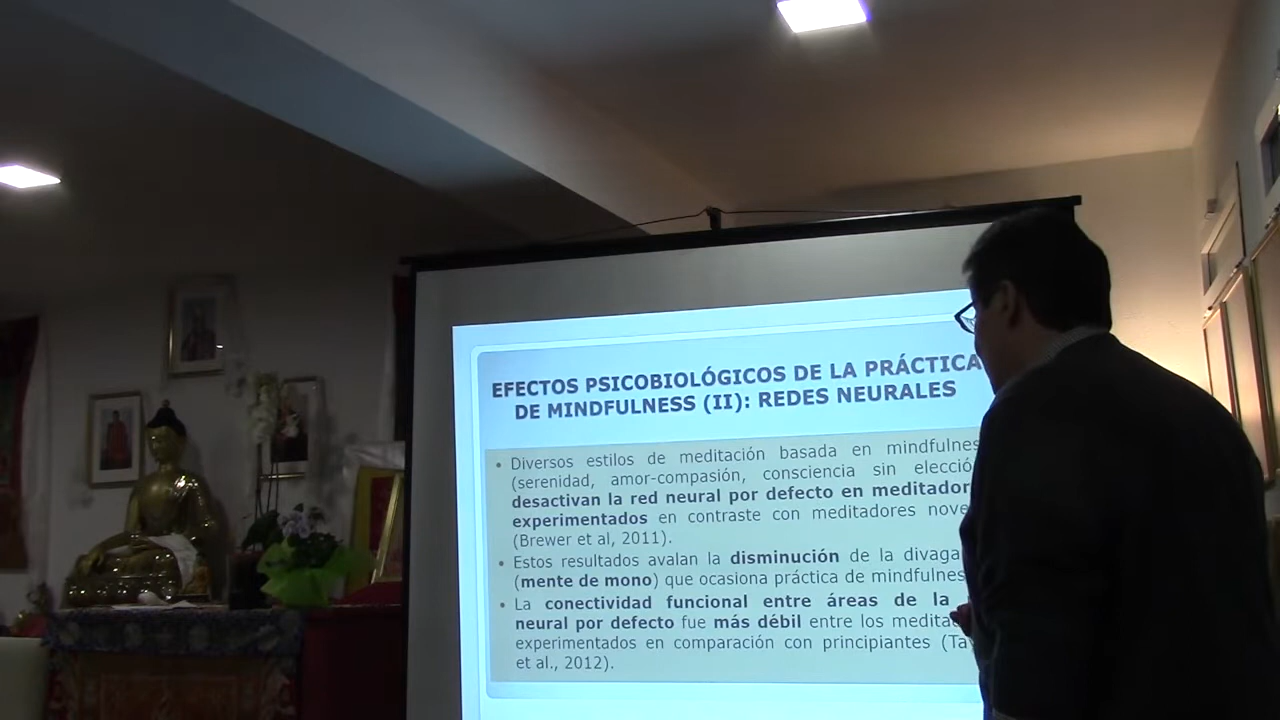 EFECTOS PSICOBIOLÓGICOS DE LA PRÁCTICA
DE MINDFULNESS (II): REDES NEURALES
• Diversos estilos de meditación basada en
(serenidad, amor-compasión, consciencia sin
desactivan la red neural por defecto en
experimentados en contraste con meditadores
(Brewer et al, 2011).
• Estos resultados avalan la disminución de la
(mente de mono) que ocasiona práctica de
• La conectividad funcional entre áreas de la
neural por defecto fue más débil entre los
experimentados en comparación con principiantes
et al., 2012).